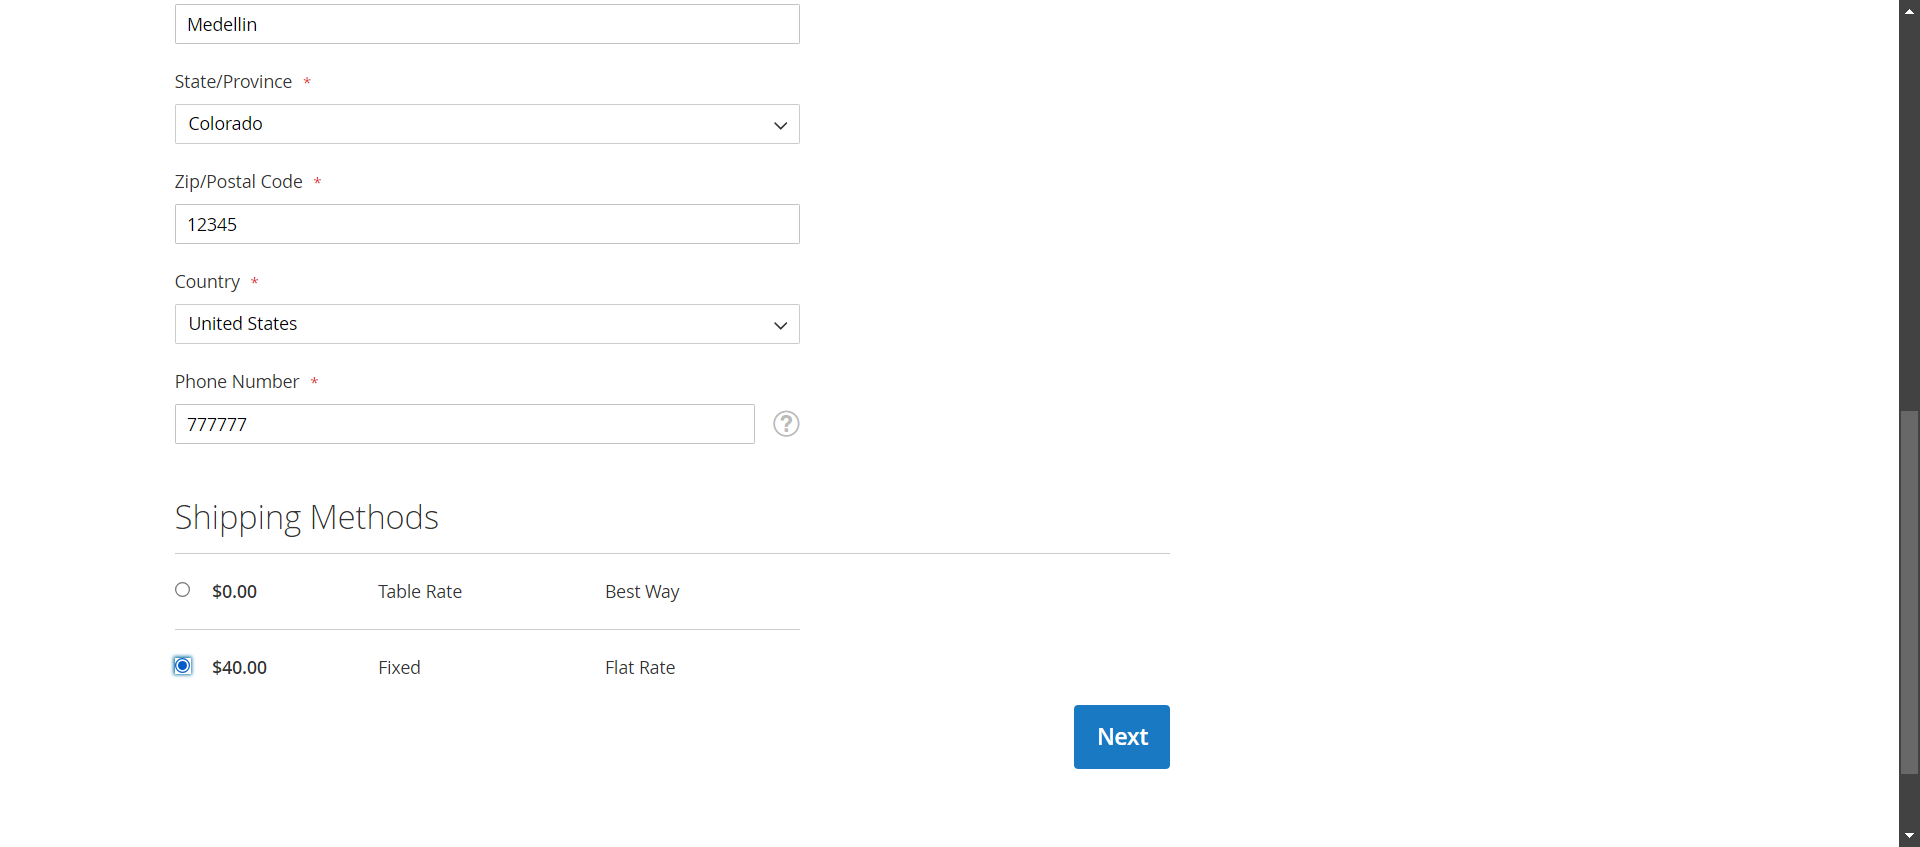 Medellin
State/Province *
Colorado
Zip/Postal Code *
12345
Country *
United States
Phone Number *
777777
?
Shipping Methods
$0.00 Table Rate Best Way
$40.00 Fixed Flat Rate
Next